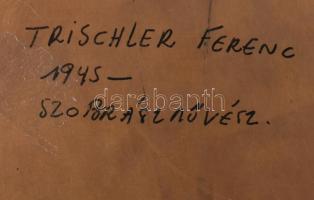 TRISCHLER FERENC
1945 –
SZOBRÁSZMŰVÉSZ.
darabanth